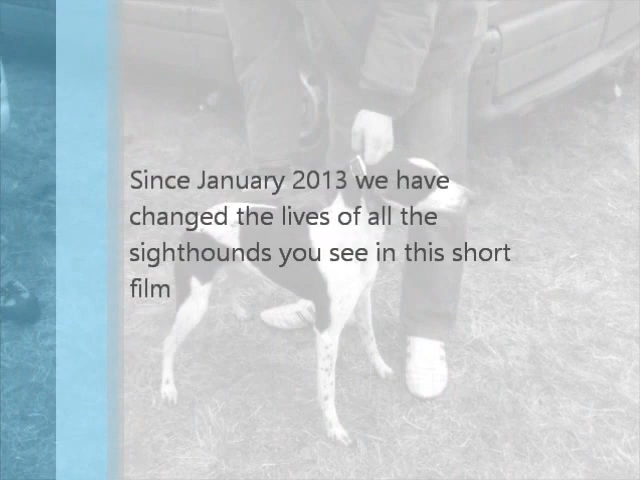 Since January 2013 we have
changed the lives of all the
sighthounds you see in this short
film